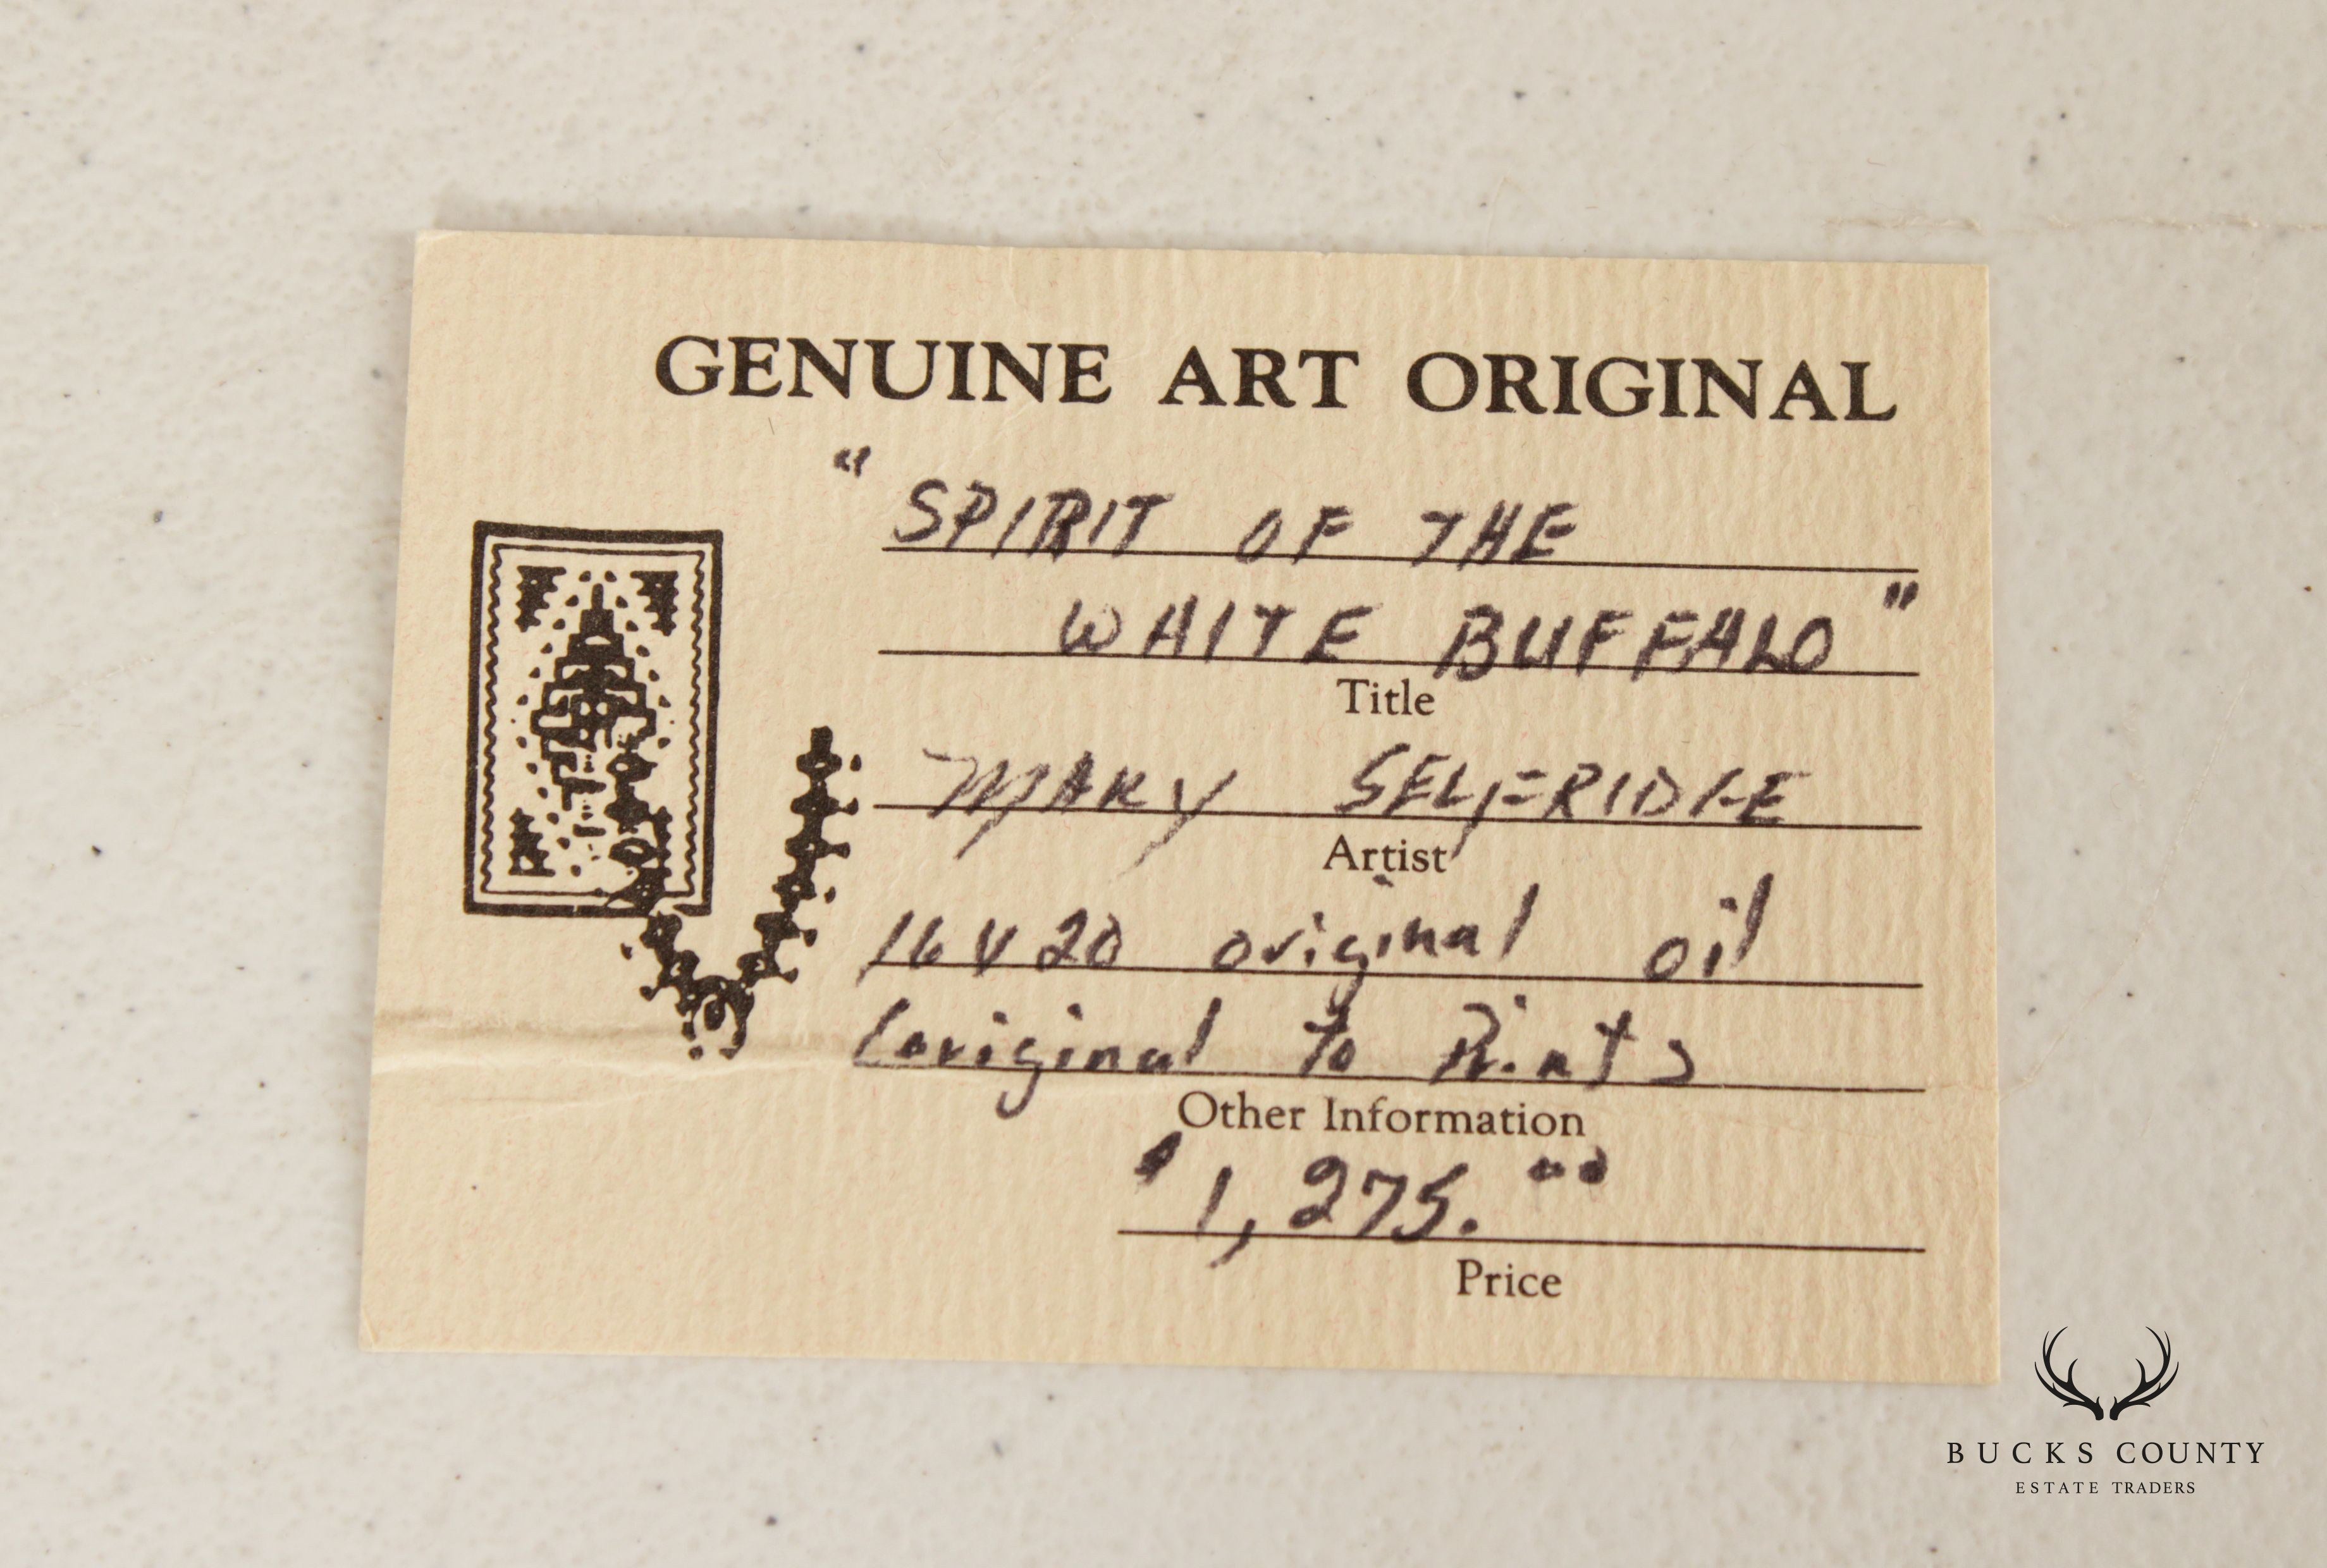 GENUINE ART ORIGINAL
"SPIRIT OF THE
WHITE BUFFALO"
Title
MARY SELFRIDGE
Artist
16 x 20 original oil
(original to Prints
Other Information
$1,275.00
Price
BUCKS COUNTY
ESTATE TRADERS